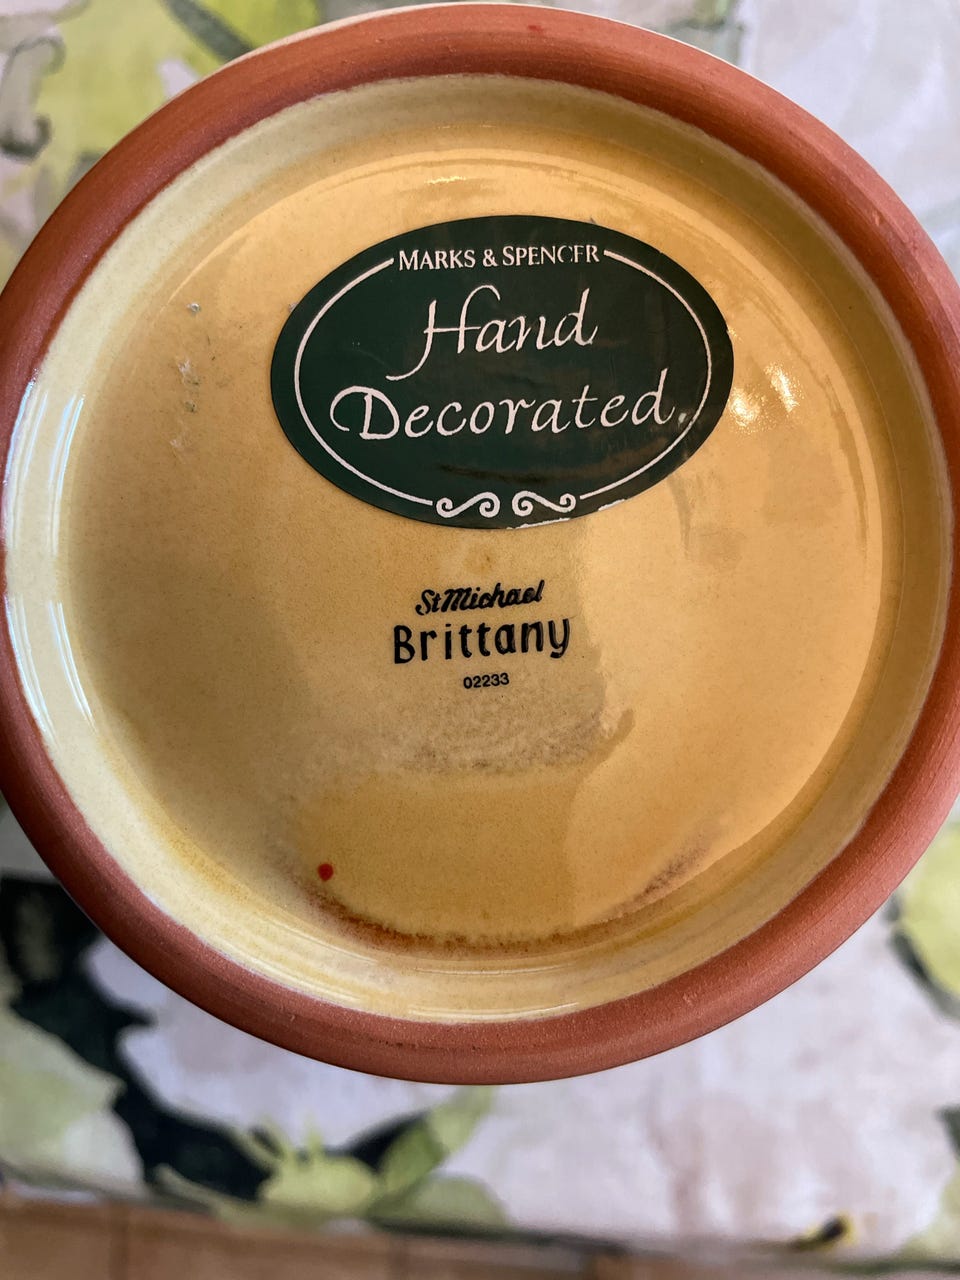 MARKS & SPENCER
Hand
Decorated
St Michael
Brittany
02233